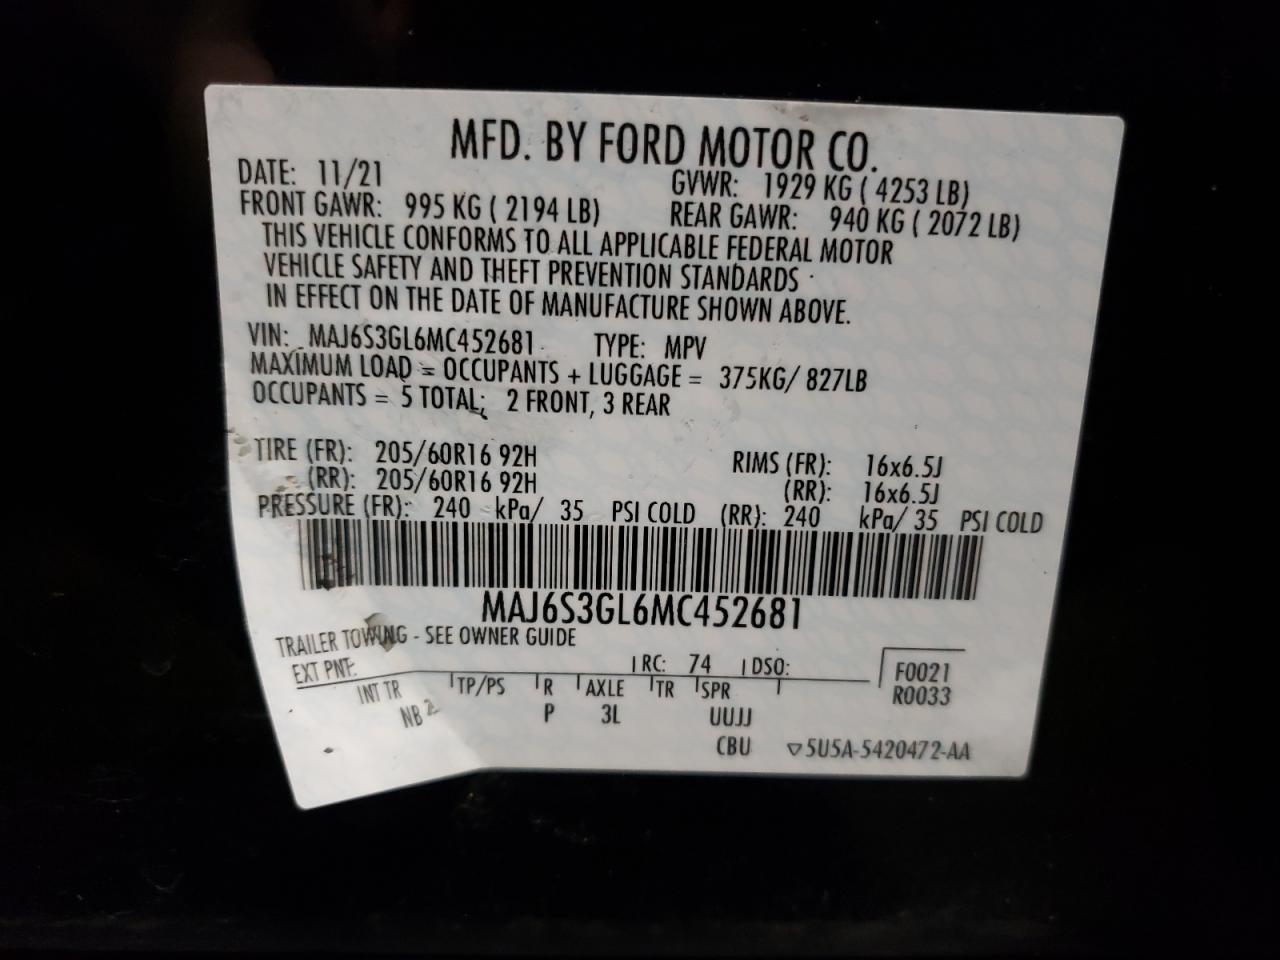 MFD. BY FORD MOTOR CO.
DATE: 11/21 GVWR: 1929 KG ( 4253 LB)
FRONT GAWR: 995 KG ( 2194 LB) REAR GAWR: 940 KG ( 2072 LB)
THIS VEHICLE CONFORMS TO ALL APPLICABLE FEDERAL MOTOR
VEHICLE SAFETY AND THEFT PREVENTION STANDARDS
IN EFFECT ON THE DATE OF MANUFACTURE SHOWN ABOVE.
VIN: MAJ6S3GL6MC452681 TYPE: MPV
MAXIMUM LOAD = OCCUPANTS + LUGGAGE = 375KG/ 827LB
OCCUPANTS = 5 TOTAL; 2 FRONT, 3 REAR
TIRE (FR): 205/60R16 92H RIMS (FR): 16x6.5J
(RR): 205/60R16 92H (RR): 16x6.5J
PRESSURE (FR): 240 kPa/ 35 PSI COLD (RR): 240 kPa/ 35 PSI COLD
MAJ6S3GL6MC452681
TRAILER TOWING - SEE OWNER GUIDE
EXT PNT: RC: 74 DSO: F0021
INT TR TP/PS R AXLE TR SPR R0033
NB 2 P 3L UUJJ
CBU ▽5U5A-5420472-AA